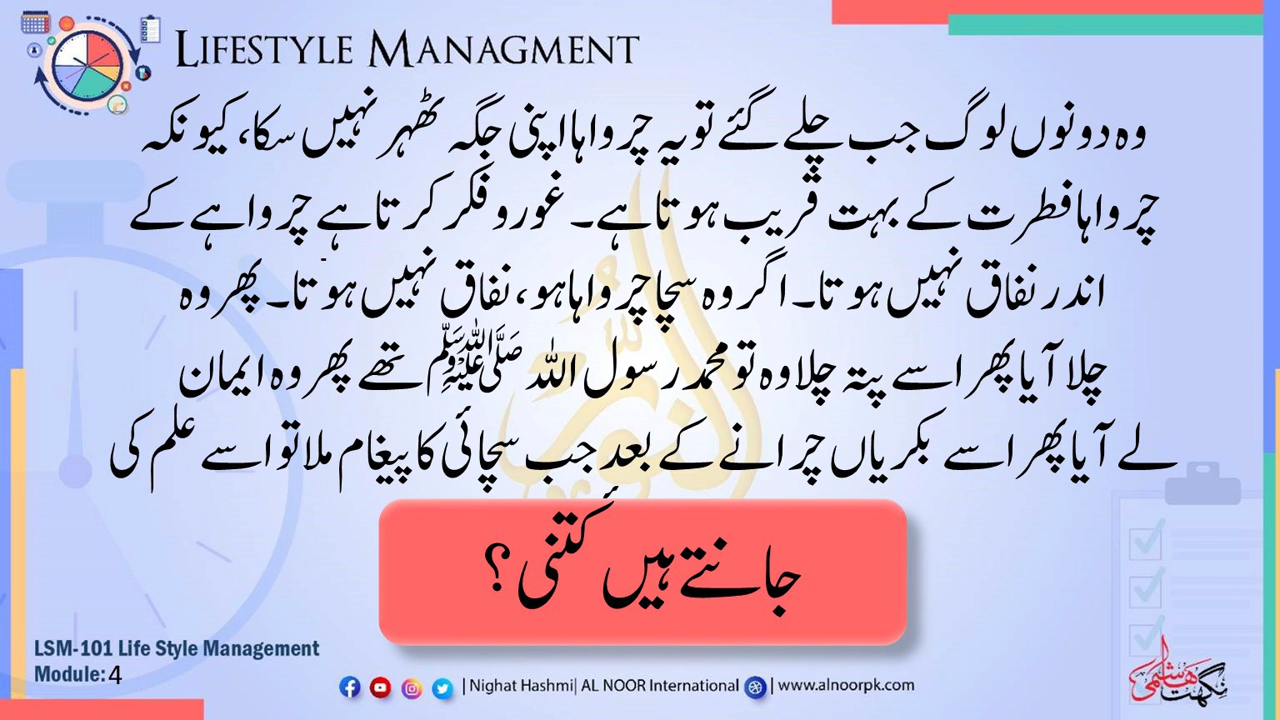 LIFESTYLE MANAGMENT
وہ دونوں لوگ جب چلے گئے تو یہ چرواہا اپنی جگہ ٹھہر نہیں سکا، کیونکہ
چرواہا فطرت کے بہت قریب ہوتا ہے۔ غوروفکر کرتا ہے چرواہے کے
اندر نفاق نہیں ہوتا۔ اگر وہ سچا چرواہا ہو، نفاق نہیں ہوتا۔ پھر وہ
چلا آیا پھر اسے پتہ چلا وہ تو محمد رسول اللہ ﷺ تھے پھر وہ ایمان
لے آیا پھر اسے بکریاں چرانے کے بعد جب سچائی کا پیغام ملا تو اسے علم کی
جانتے ہیں کتنی؟
LSM-101 Life Style Management
Module: 4
| Nighat Hashmi| AL NOOR International | www.alnoorpk.com
نگہت ہاشمی